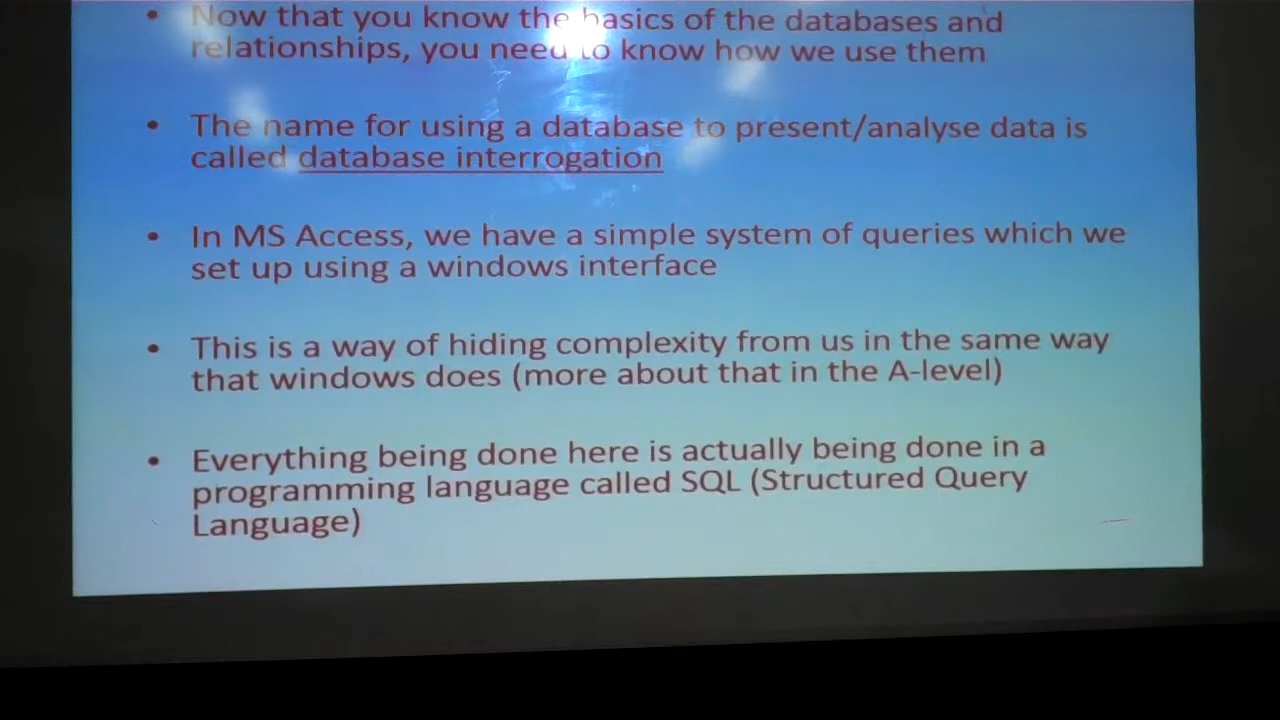 • Now that you know the basics of the databases and
relationships, you need to know how we use them
• The name for using a database to present/analyse data is
called database interrogation
• In MS Access, we have a simple system of queries which we
set up using a windows interface
• This is a way of hiding complexity from us in the same way
that windows does (more about that in the A-level)
• Everything being done here is actually being done in a
programming language called SQL (Structured Query
Language)